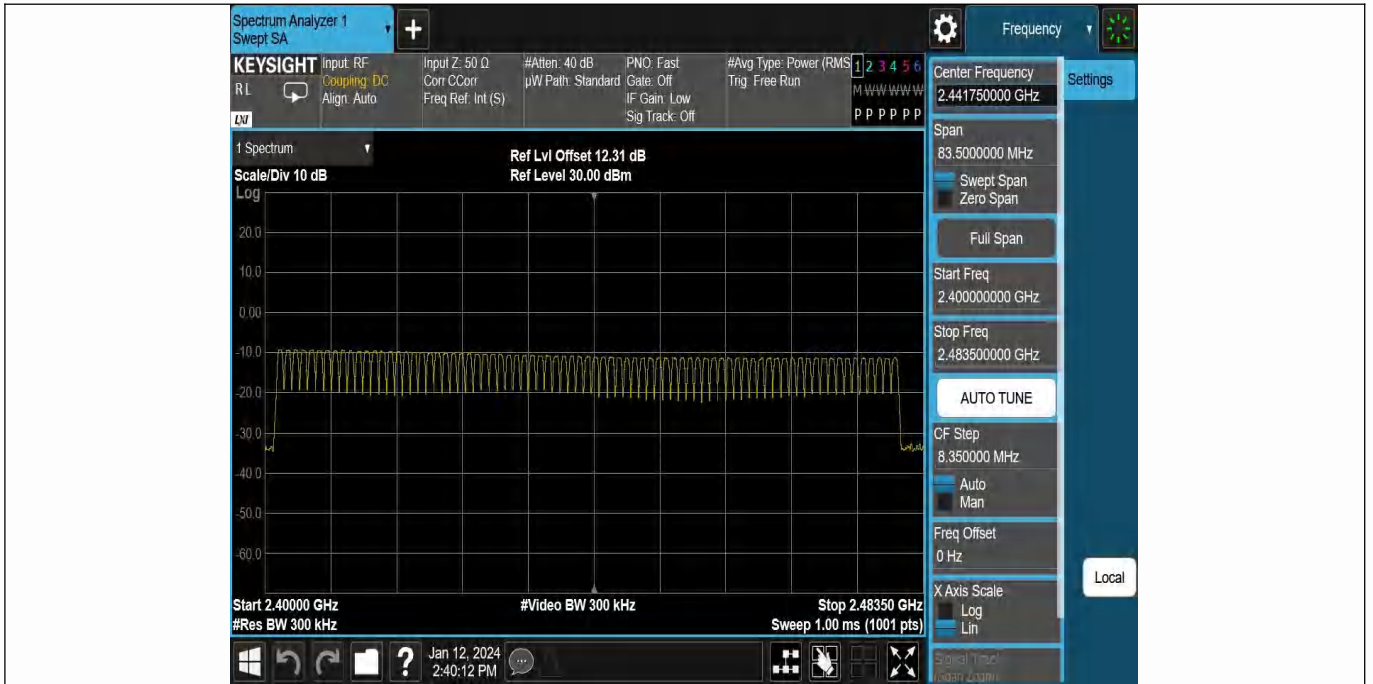 Spectrum Analyzer 1
Swept SA
+
Frequency
KEYSIGHT
R L
LXI
Input: RF
Coupling: DC
Align: Auto
Input Z: 50 Ω
Corr CCorr
Freq Ref: Int (S)
#Atten: 40 dB
µW Path: Standard
PNO: Fast
Gate: Off
IF Gain: Low
Sig Track: Off
#Avg Type: Power (RMS
Trig: Free Run
1 2 3 4 5 6
M W W W W W
P P P P P P
1 Spectrum
Scale/Div 10 dB
Ref Lvl Offset 12.31 dB
Ref Level 30.00 dBm
Log
20.0
10.0
0.00
-10.0
-20.0
-30.0
-40.0
-50.0
-60.0
Start 2.40000 GHz
#Res BW 300 kHz
#Video BW 300 kHz
Stop 2.48350 GHz
Sweep 1.00 ms (1001 pts)
Center Frequency
2.441750000 GHz
Settings
Span
83.5000000 MHz
Swept Span
Zero Span
Full Span
Start Freq
2.400000000 GHz
Stop Freq
2.483500000 GHz
AUTO TUNE
CF Step
8.350000 MHz
Auto
Man
Freq Offset
0 Hz
X Axis Scale
Log
Lin
Signal Track
(Span Zoom)
Local
?
Jan 12, 2024
2:40:12 PM